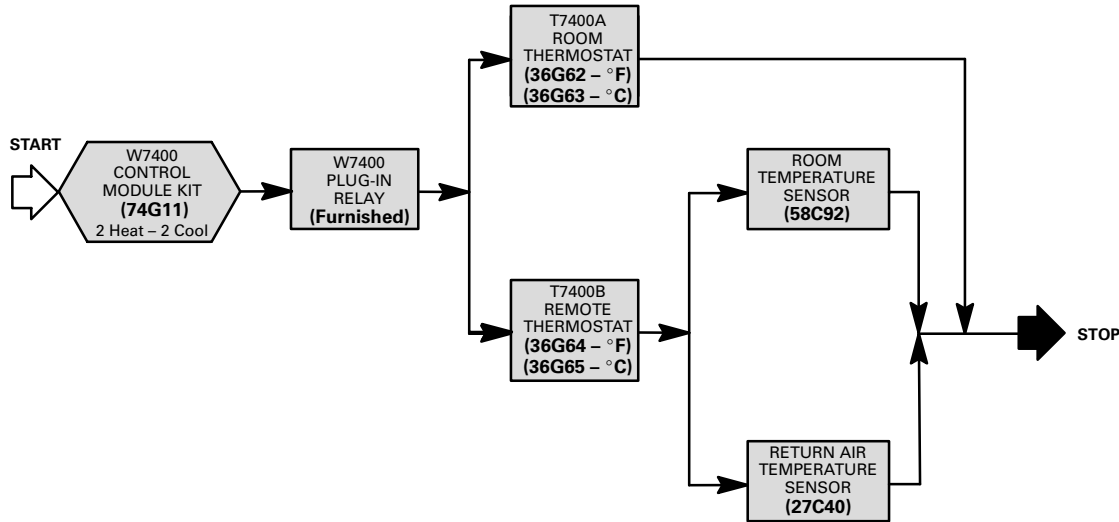 START
W7400
CONTROL
MODULE KIT
(74G11)
2 Heat – 2 Cool
W7400
PLUG-IN
RELAY
(Furnished)
T7400A
ROOM
THERMOSTAT
(36G62 – °F)
(36G63 – °C)
T7400B
REMOTE
THERMOSTAT
(36G64 – °F)
(36G65 – °C)
ROOM
TEMPERATURE
SENSOR
(58C92)
RETURN AIR
TEMPERATURE
SENSOR
(27C40)
STOP